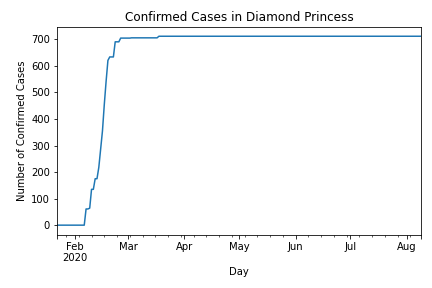 Confirmed Cases in Diamond Princess
Number of Confirmed Cases
700
600
500
400
300
200
100
0
Feb Mar Apr May Jun Jul Aug
2020
Day